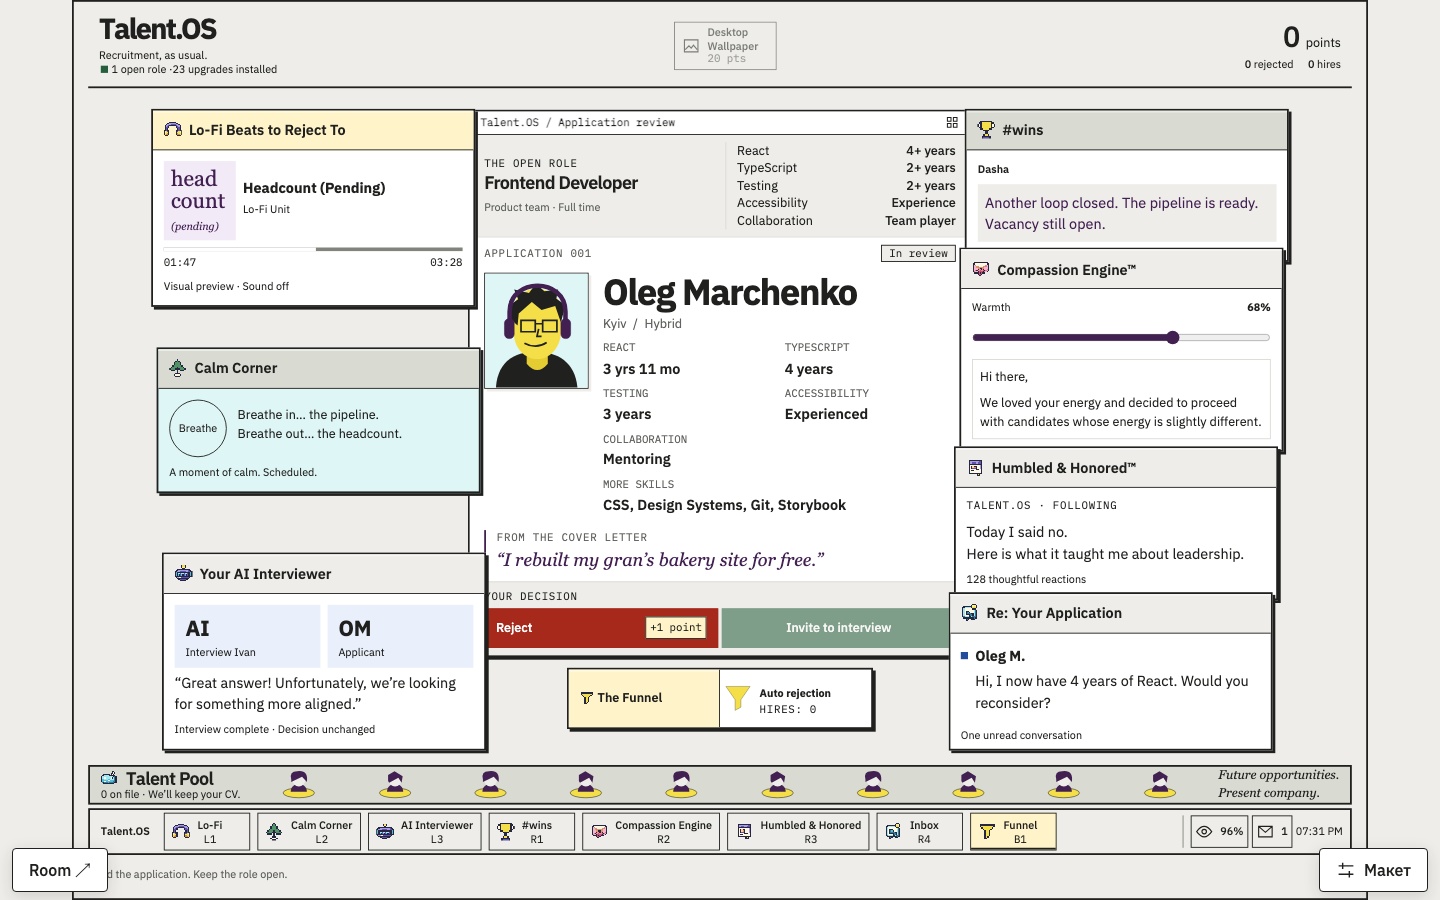 Talent.OS
Recruitment, as usual.
1 open role · 23 upgrades installed
Desktop
Wallpaper
20 pts
0 points
0 rejected 0 hires
Lo-Fi Beats to Reject To
head
count
(pending)
Headcount (Pending)
Lo-Fi Unit
01:47 03:28
Visual preview · Sound off
Calm Corner
Breathe
Breathe in… the pipeline.
Breathe out… the headcount.
A moment of calm. Scheduled.
Your AI Interviewer
AI
Interview Ivan
OM
Applicant
“Great answer! Unfortunately, we’re looking
for something more aligned.”
Interview complete · Decision unchanged
Talent.OS / Application review
THE OPEN ROLE
Frontend Developer
Product team · Full time
React 4+ years
TypeScript 2+ years
Testing 2+ years
Accessibility Experience
Collaboration Team player
APPLICATION 001
In review
Oleg Marchenko
Kyiv / Hybrid
REACT TYPESCRIPT
3 yrs 11 mo 4 years
TESTING ACCESSIBILITY
3 years Experienced
COLLABORATION
Mentoring
MORE SKILLS
CSS, Design Systems, Git, Storybook
FROM THE COVER LETTER
“I rebuilt my gran’s bakery site for free.”
YOUR DECISION
Reject +1 point
Invite to interview
The Funnel
Auto rejection
HIRES: 0
#wins
Dasha
Another loop closed. The pipeline is ready.
Vacancy still open.
Compassion Engine™
Warmth 68%
Hi there,
We loved your energy and decided to proceed
with candidates whose energy is slightly different.
Humbled & Honored™
TALENT.OS · FOLLOWING
Today I said no.
Here is what it taught me about leadership.
128 thoughtful reactions
Re: Your Application
Oleg M.
Hi, I now have 4 years of React. Would you
reconsider?
One unread conversation
Talent Pool
0 on file · We’ll keep your CV.
Future opportunities.
Present company.
Talent.OS
Lo-Fi
L1
Calm Corner
L2
AI Interviewer
L3
#wins
R1
Compassion Engine
R2
Humbled & Honored
R3
Inbox
R4
Funnel
B1
96%
1
07:31 PM
Room
the application. Keep the role open.
Макет